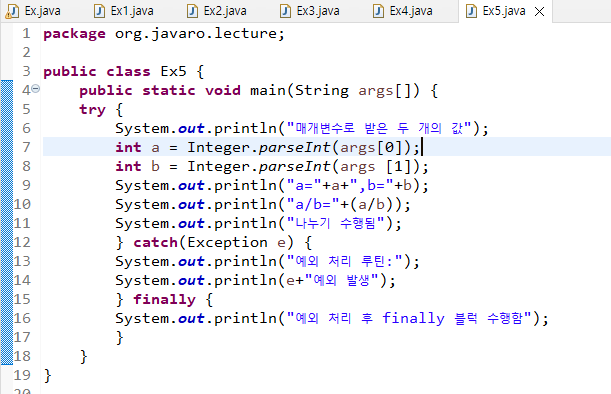 Ex.java Ex1.java Ex2.java Ex3.java Ex4.java Ex5.java
1 package org.javaro.lecture;
2
3 public class Ex5 {
4 public static void main(String args[]) {
5 try {
6 System.out.println("매개변수로 받은 두 개의 값");
7 int a = Integer.parseInt(args[0]);
8 int b = Integer.parseInt(args [1]);
9 System.out.println("a="+a+",b="+b);
10 System.out.println("a/b="+(a/b));
11 System.out.println("나누기 수행됨");
12 } catch(Exception e) {
13 System.out.println("예외 처리 루틴:");
14 System.out.println(e+"예외 발생");
15 } finally {
16 System.out.println("예외 처리 후 finally 블럭 수행함");
17 }
18 }
19 }
20